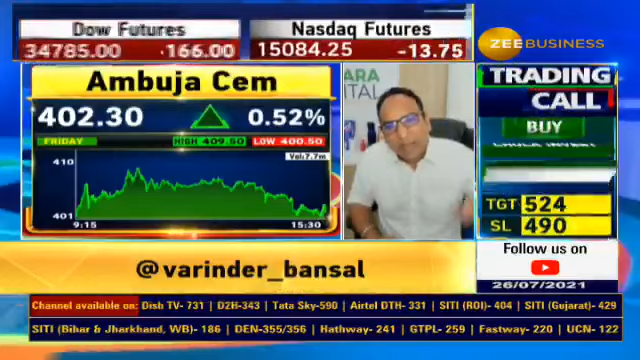 Dow Futures
34785.00 -166.00
Nasdaq Futures
15084.25 -13.75
ZEE BUSINESS
Ambuja Cem
402.30 0.52%
FRIDAY HIGH 409.50 LOW 400.50
Vol:7.7m
410
401
9:15 15:30
TRADING
CALL
BUY
TGT 524
SL 490
Follow us on
26/07/2021
@varinder_bansal
Channel available on: Dish TV- 731 | D2H-343 | Tata Sky-590 | Airtel DTH- 331 | SITI (ROI)- 404 | SITI (Gujarat)- 429
SITI (Bihar & Jharkhand, WB)- 186 | DEN-355/356 | Hathway- 241 | GTPL- 259 | Fastway- 220 | UCN- 122